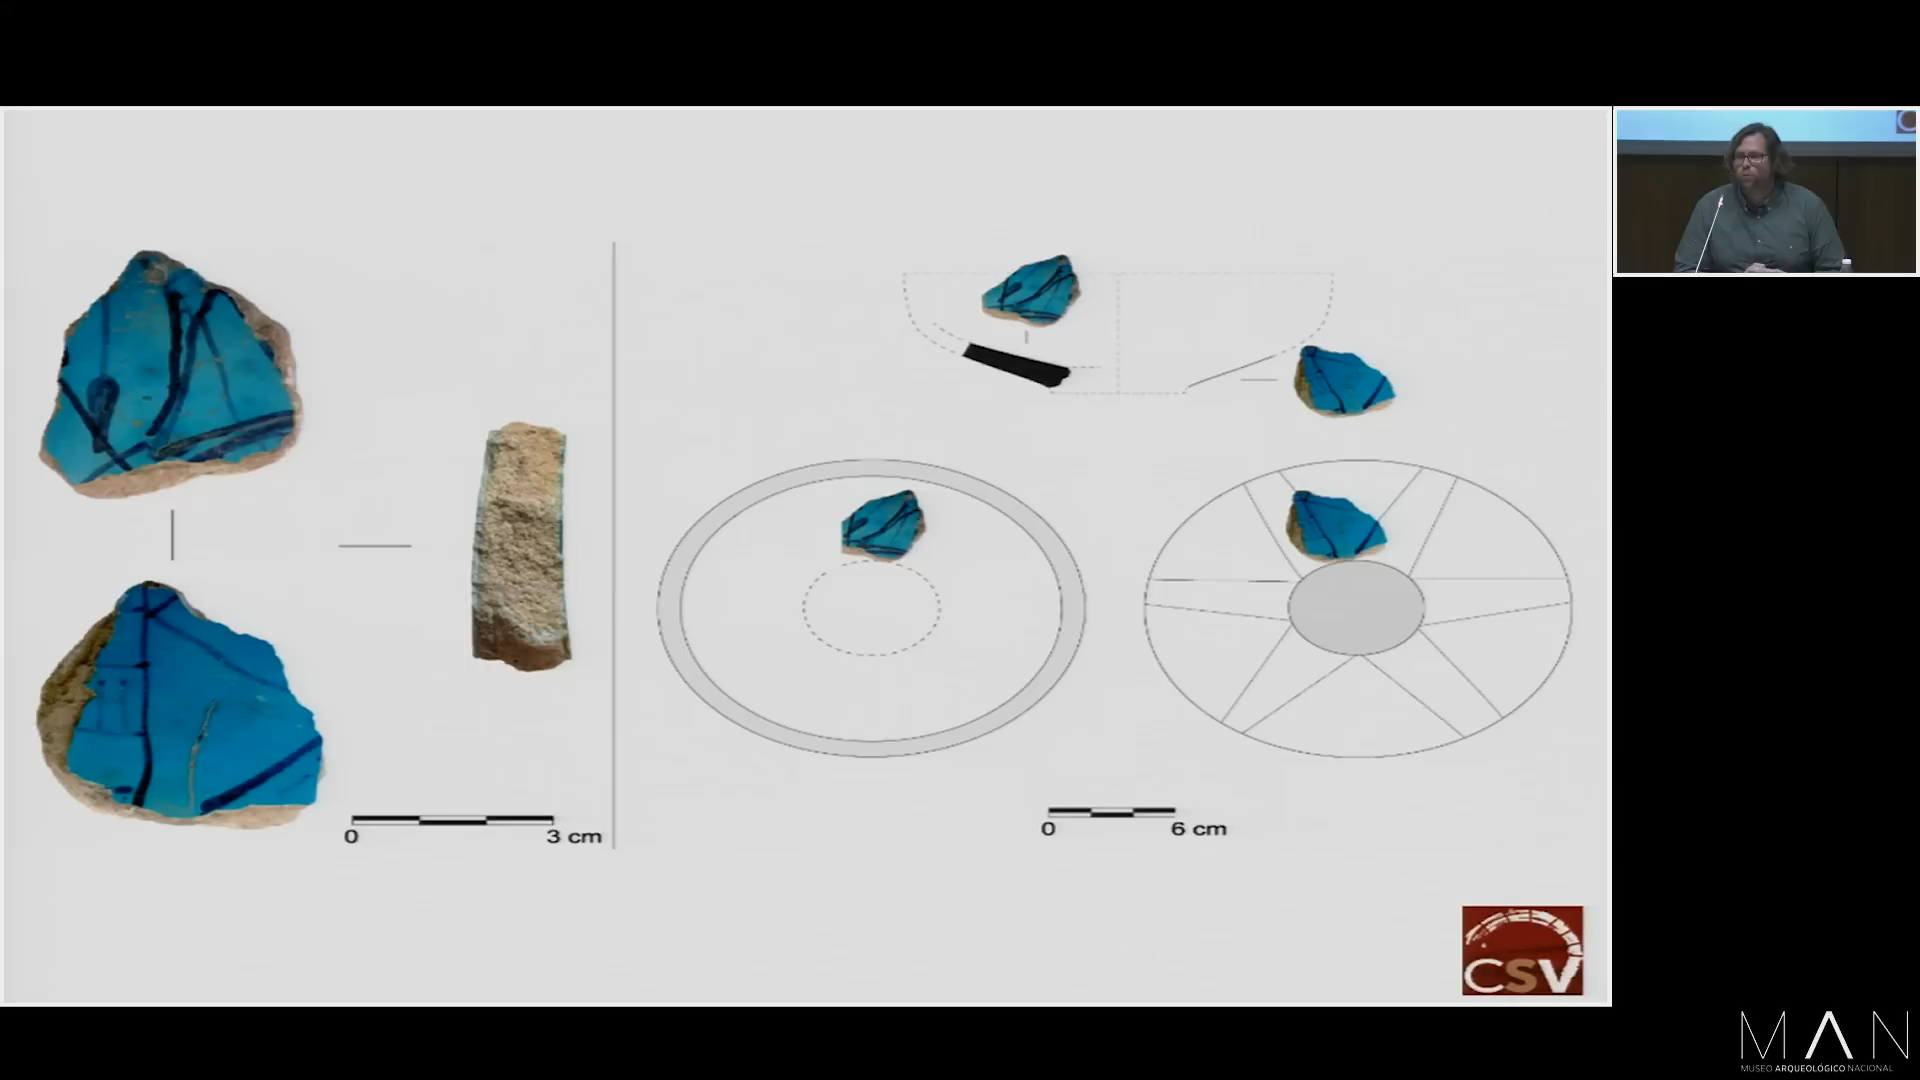 0
3 cm
0
6 cm
CSV
C
MAN
MUSEO ARQUEOLÓGICO NACIONAL